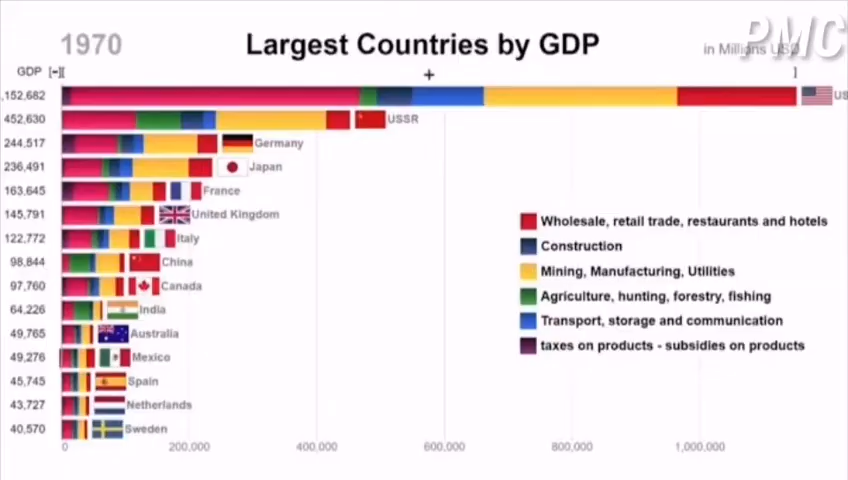 1970
Largest Countries by GDP
PMC
in Millions USD
GDP [-][
+
]
,152,682 US
452,630 USSR
244,517 Germany
236,491 Japan
163,645 France
145,791 United Kingdom
122,772 Italy
98,844 China
97,760 Canada
64,226 India
49,765 Australia
49,276 Mexico
45,745 Spain
43,727 Netherlands
40,570 Sweden
Wholesale, retail trade, restaurants and hotels
Construction
Mining, Manufacturing, Utilities
Agriculture, hunting, forestry, fishing
Transport, storage and communication
taxes on products - subsidies on products
0 200,000 400,000 600,000 800,000 1,000,000